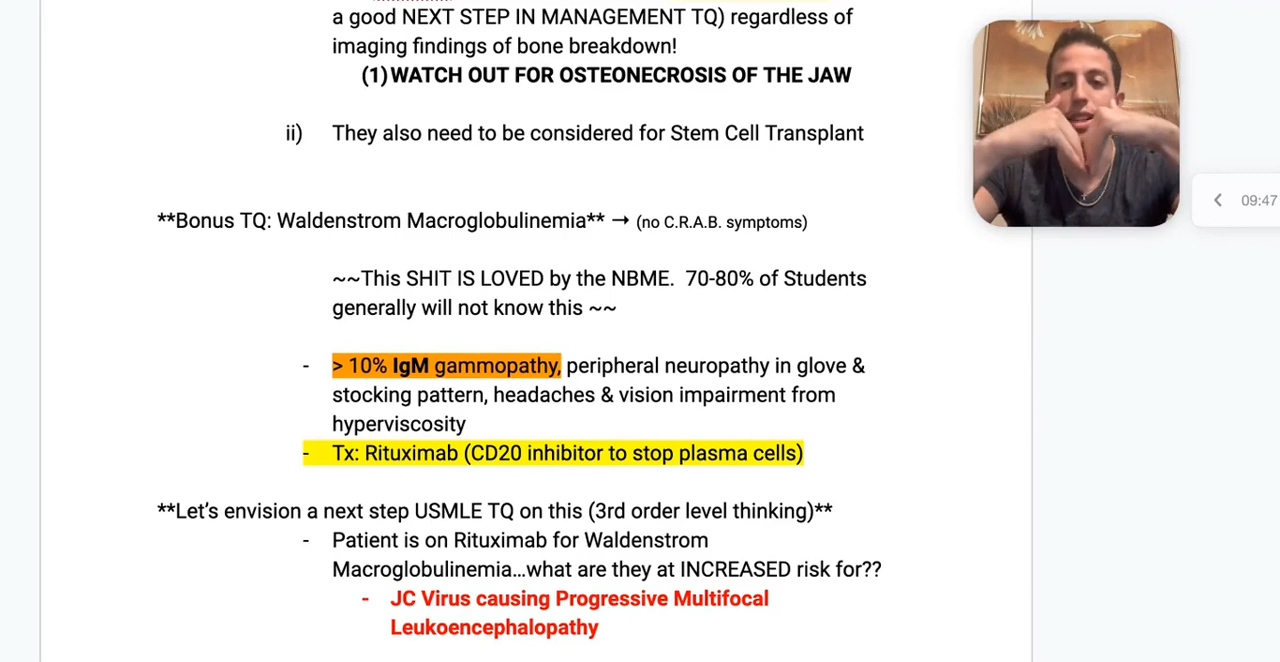 a good NEXT STEP IN MANAGEMENT TQ) regardless of
imaging findings of bone breakdown!
(1) WATCH OUT FOR OSTEONECROSIS OF THE JAW
ii) They also need to be considered for Stem Cell Transplant
09:47
**Bonus TQ: Waldenstrom Macroglobulinemia** → (no C.R.A.B. symptoms)
~~This SHIT IS LOVED by the NBME. 70-80% of Students
generally will not know this ~~
- > 10% IgM gammopathy, peripheral neuropathy in glove &
stocking pattern, headaches & vision impairment from
hyperviscosity
- Tx: Rituximab (CD20 inhibitor to stop plasma cells)
**Let's envision a next step USMLE TQ on this (3rd order level thinking)**
- Patient is on Rituximab for Waldenstrom
Macroglobulinemia...what are they at INCREASED risk for??
- JC Virus causing Progressive Multifocal
Leukoencephalopathy